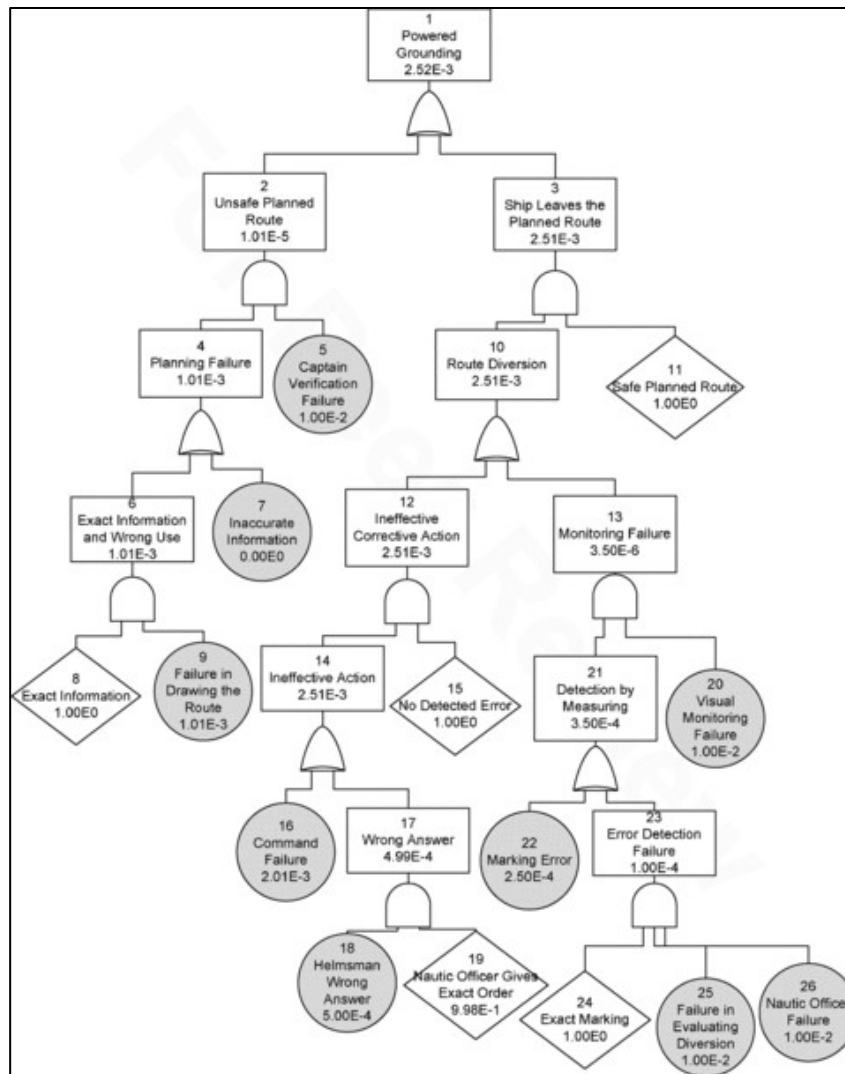 1
Powered
Grounding
2.52E-3
2
Unsafe Planned
Route
1.01E-5
3
Ship Leaves the
Planned Route
2.51E-3
4
Planning Failure
1.01E-3
5
Captain
Verification
Failure
1.00E-2
10
Route Diversion
2.51E-3
11
Safe Planned Route
1.00E0
6
Exact Information
and Wrong Use
1.01E-3
7
Inaccurate
Information
0.00E0
12
Ineffective
Corrective Action
2.51E-3
13
Monitoring Failure
3.50E-6
8
Exact Information
1.00E0
9
Failure in
Drawing the
Route
1.01E-3
14
Ineffective Action
2.51E-3
15
No Detected Error
1.00E0
21
Detection by
Measuring
3.50E-4
20
Visual
Monitoring
Failure
1.00E-2
16
Command
Failure
2.01E-3
17
Wrong Answer
4.99E-4
22
Marking Error
2.50E-4
23
Error Detection
Failure
1.00E-4
18
Helmsman
Wrong
Answer
5.00E-4
19
Nautic Officer Gives
Exact Order
9.98E-1
24
Exact Marking
1.00E0
25
Failure in
Evaluating
Diversion
1.00E-2
26
Nautic Office
Failure
1.00E-2
For Peer Review